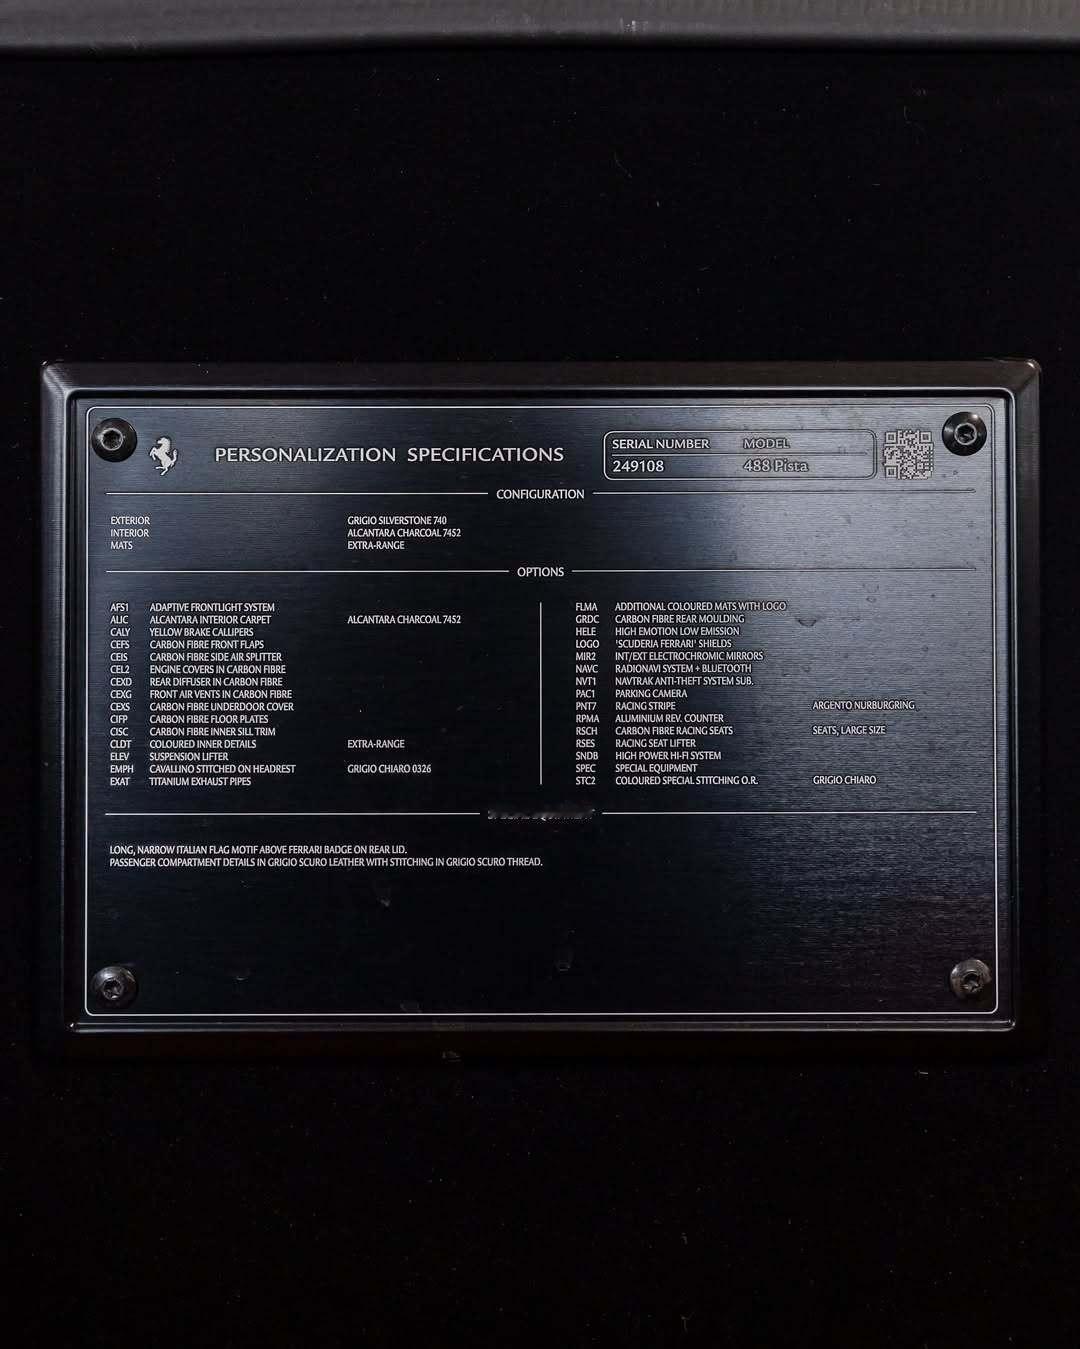 PERSONALIZATION SPECIFICATIONS
SERIAL NUMBER MODEL
249108 488 Pista
CONFIGURATION
EXTERIOR GRIGIO SILVERSTONE 740
INTERIOR ALCANTARA CHARCOAL 7452
MATS EXTRA-RANGE
OPTIONS
AFS1 ADAPTIVE FRONTLIGHT SYSTEM
ALIC ALCANTARA INTERIOR CARPET ALCANTARA CHARCOAL 7452
CALY YELLOW BRAKE CALLIPERS
CEFS CARBON FIBRE FRONT FLAPS
CEIS CARBON FIBRE SIDE AIR SPLITTER
CEL2 ENGINE COVERS IN CARBON FIBRE
CEXD REAR DIFFUSER IN CARBON FIBRE
CEXG FRONT AIR VENTS IN CARBON FIBRE
CEXS CARBON FIBRE UNDERDOOR COVER
CIFP CARBON FIBRE FLOOR PLATES
CISC CARBON FIBRE INNER SILL TRIM
CLDT COLOURED INNER DETAILS EXTRA-RANGE
ELEV SUSPENSION LIFTER
EMPH CAVALLINO STITCHED ON HEADREST GRIGIO CHIARO 0326
EXAT TITANIUM EXHAUST PIPES
FLMA ADDITIONAL COLOURED MATS WITH LOGO
GRDC CARBON FIBRE REAR MOULDING
HELE HIGH EMOTION LOW EMISSION
LOGO 'SCUDERIA FERRARI' SHIELDS
MIR2 INT/EXT ELECTROCHROMIC MIRRORS
NAVC RADIONAVI SYSTEM + BLUETOOTH
NVT1 NAVTRAK ANTI-THEFT SYSTEM SUB.
PAC1 PARKING CAMERA
PNT7 RACING STRIPE ARGENTO NURBURGRING
RPMA ALUMINIUM REV. COUNTER
RSCH CARBON FIBRE RACING SEATS SEATS, LARGE SIZE
RSES RACING SEAT LIFTER
SNDB HIGH POWER HI-FI SYSTEM
SPEC SPECIAL EQUIPMENT
STC2 COLOURED SPECIAL STITCHING O.R. GRIGIO CHIARO
LONG, NARROW ITALIAN FLAG MOTIF ABOVE FERRARI BADGE ON REAR LID.
PASSENGER COMPARTMENT DETAILS IN GRIGIO SCURO LEATHER WITH STITCHING IN GRIGIO SCURO THREAD.